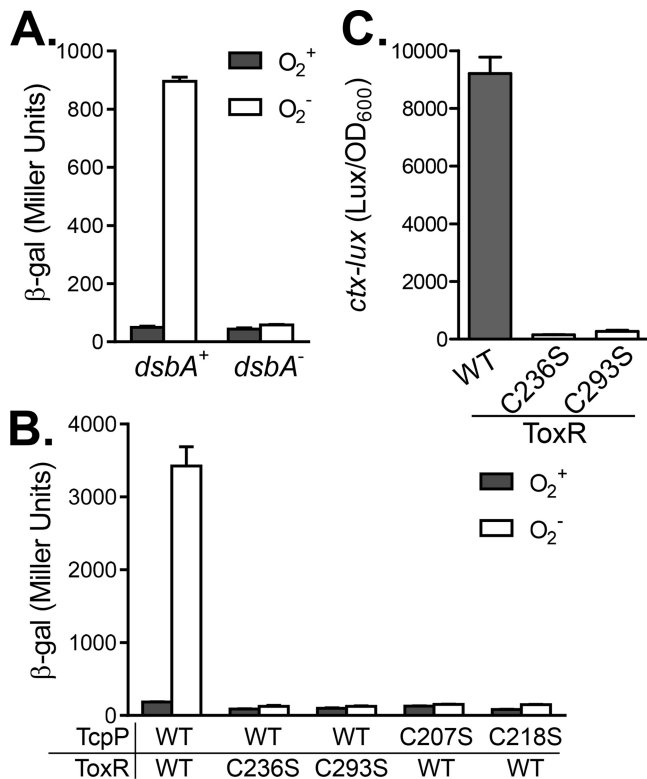 A.
β-gal (Miller Units)
1000
800
600
400
200
0
O2+
O2-
dsbA+
dsbA-
C.
ctx-lux (Lux/OD600)
10000
8000
6000
4000
2000
0
WT
C236S
C293S
ToxR
B.
β-gal (Miller Units)
4000
3000
2000
1000
0
O2+
O2-
TcpP WT WT WT C207S C218S
ToxR WT C236S C293S WT WT